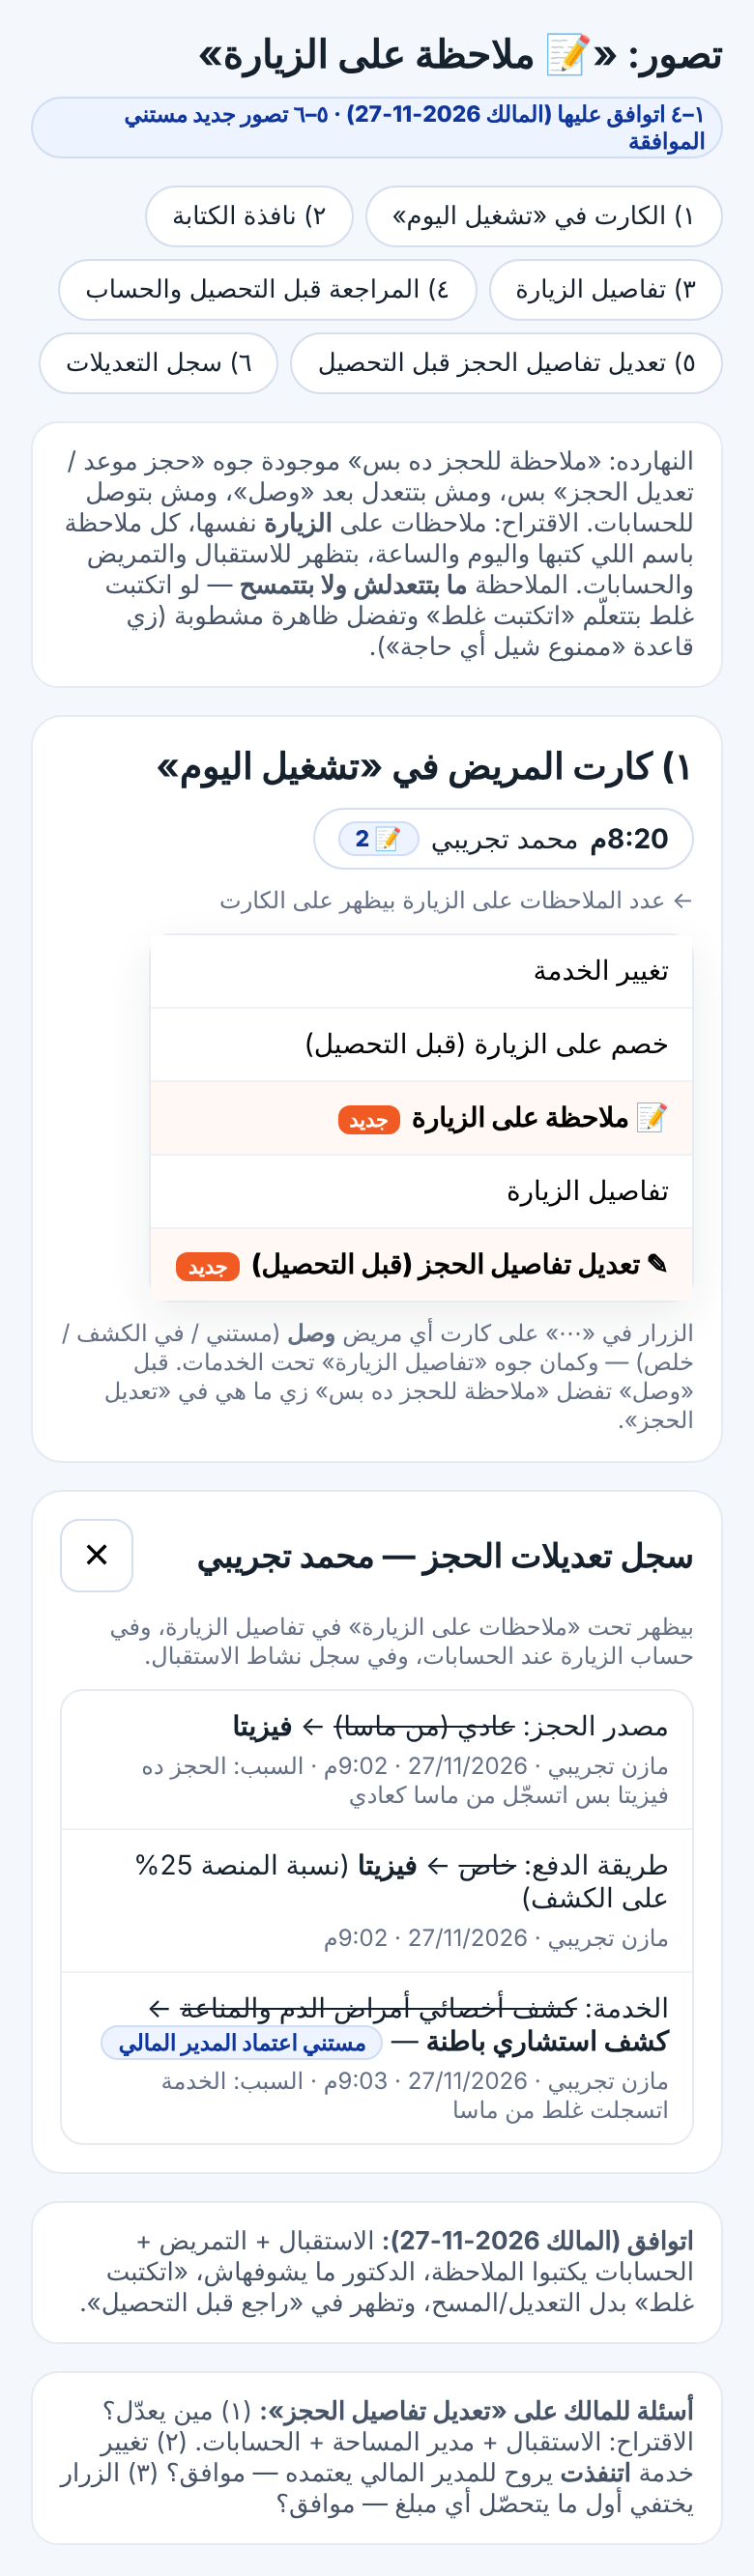 تصور: «📝 ملاحظة على الزيارة»
١–٤ اتوافق عليها (المالك 2026-11-27) · ٥–٦ تصور جديد مستني
الموافقة
١) الكارت في «تشغيل اليوم»
٢) نافذة الكتابة
٣) تفاصيل الزيارة
٤) المراجعة قبل التحصيل والحساب
٥) تعديل تفاصيل الحجز قبل التحصيل
٦) سجل التعديلات
النهارده: «ملاحظة للحجز ده بس» موجودة جوه «حجز موعد /
تعديل الحجز» بس، ومش بتتعدل بعد «وصل»، ومش بتوصل
للحسابات. الاقتراح: ملاحظات على الزيارة نفسها، كل ملاحظة
باسم اللي كتبها واليوم والساعة، بتظهر للاستقبال والتمريض
والحسابات. الملاحظة ما بتتعدلش ولا بتتمسح — لو اتكتبت
غلط بتتعلّم «اتكتبت غلط» وتفضل ظاهرة مشطوبة (زي
قاعدة «ممنوع شيل أي حاجة»).
١) كارت المريض في «تشغيل اليوم»
8:20م محمد تجريبي 📝 2
← عدد الملاحظات على الزيارة بيظهر على الكارت
تغيير الخدمة
خصم على الزيارة (قبل التحصيل)
📝 ملاحظة على الزيارة جديد
تفاصيل الزيارة
✎ تعديل تفاصيل الحجز (قبل التحصيل) جديد
الزرار في «⋯» على كارت أي مريض وصل (مستني / في الكشف /
خلص) — وكمان جوه «تفاصيل الزيارة» تحت الخدمات. قبل
«وصل» تفضل «ملاحظة للحجز ده بس» زي ما هي في «تعديل
الحجز».
سجل تعديلات الحجز — محمد تجريبي
✕
بيظهر تحت «ملاحظات على الزيارة» في تفاصيل الزيارة، وفي
حساب الزيارة عند الحسابات، وفي سجل نشاط الاستقبال.
مصدر الحجز: عادي (من ماسا) ← فيزيتا
مازن تجريبي · 27/11/2026 · 9:02م · السبب: الحجز ده
فيزيتا بس اتسجّل من ماسا كعادي
طريقة الدفع: خاص ← فيزيتا (نسبة المنصة 25%
على الكشف)
مازن تجريبي · 27/11/2026 · 9:02م
الخدمة: كشف أخصائي أمراض الدم والمناعة ←
كشف استشاري باطنة — مستني اعتماد المدير المالي
مازن تجريبي · 27/11/2026 · 9:03م · السبب: الخدمة
اتسجلت غلط من ماسا
اتوافق (المالك 2026-11-27): الاستقبال + التمريض +
الحسابات يكتبوا الملاحظة، الدكتور ما يشوفهاش، «اتكتبت
غلط» بدل التعديل/المسح، وتظهر في «راجع قبل التحصيل».
أسئلة للمالك على «تعديل تفاصيل الحجز»: (١) مين يعدّل؟
الاقتراح: الاستقبال + مدير المساحة + الحسابات. (٢) تغيير
خدمة اتنفذت يروح للمدير المالي يعتمده — موافق؟ (٣) الزرار
يختفي أول ما يتحصّل أي مبلغ — موافق؟